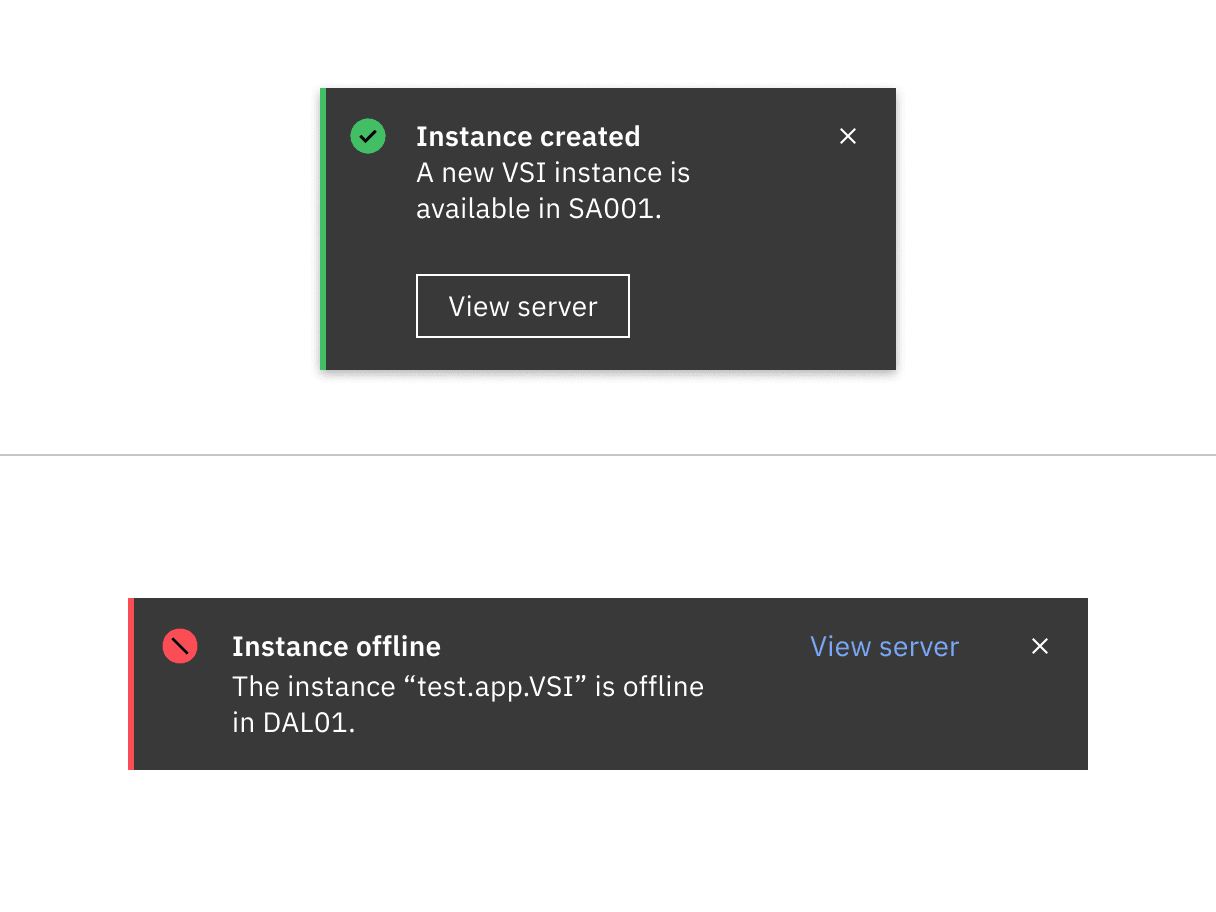 Instance created
A new VSI instance is
available in SA001.
View server
Instance offline
View server
The instance “test.app.VSI” is offline
in DAL01.